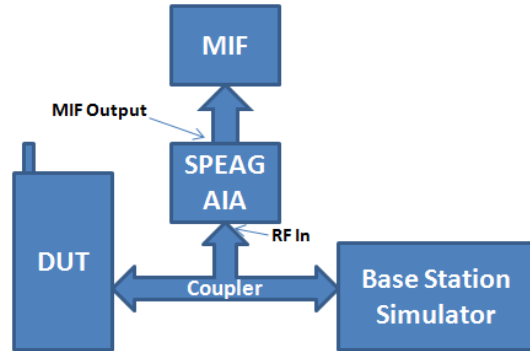 MIF
MIF Output
SPEAG
AIA
RF In
DUT
Coupler
Base Station
Simulator